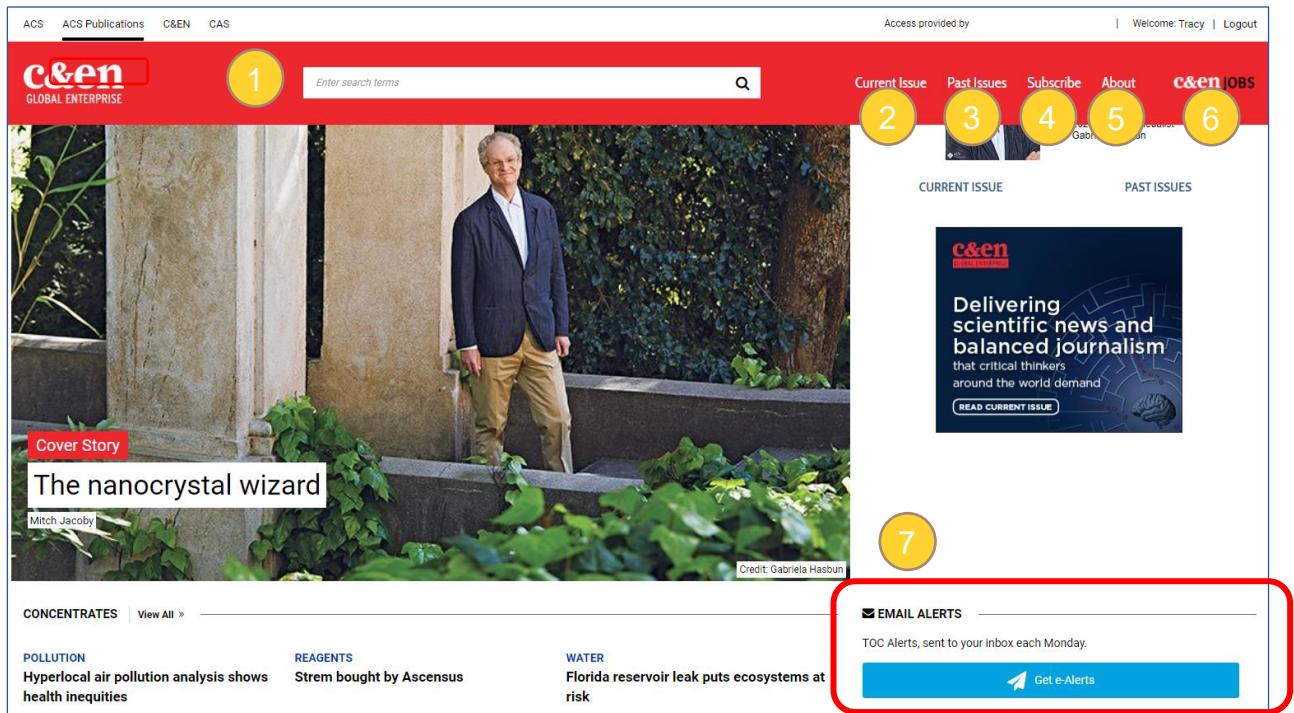 ACS ACS Publications C&EN CAS
Access provided by | Welcome: Tracy | Logout
c&en
GLOBAL ENTERPRISE
1
Enter search terms
Current Issue Past Issues Subscribe About c&en JOBS
2 3 4 5 6
CURRENT ISSUE PAST ISSUES
c&en
GLOBAL ENTERPRISE
Delivering
scientific news and
balanced journalism
that critical thinkers
around the world demand
READ CURRENT ISSUE
Cover Story
The nanocrystal wizard
Mitch Jacoby
Credit: Gabriela Hasbun
7
CONCENTRATES View All »
POLLUTION
Hyperlocal air pollution analysis shows
health inequities
REAGENTS
Strem bought by Ascensus
WATER
Florida reservoir leak puts ecosystems at
risk
EMAIL ALERTS
TOC Alerts, sent to your inbox each Monday.
Get e-Alerts